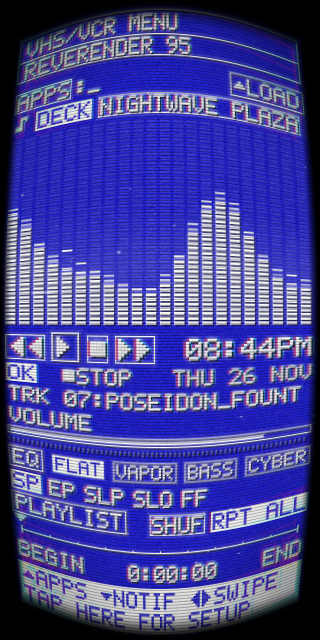 VHS/VCR MENU
REVERENDER 95
APPS:_ ▲LOAD
♪ DECK NIGHTWAVE PLAZA
08:44PM
OK ■STOP THU 26 NOV
TRK 07:POSEIDON_FOUNT
VOLUME
EQ FLAT VAPOR BASS CYBER
SP EP SLP SLO FF
PLAYLIST SHUF RPT ALL
BEGIN 0:00:00 END
▲APPS ▼NOTIF ◀▶SWIPE
TAP HERE FOR SETUP